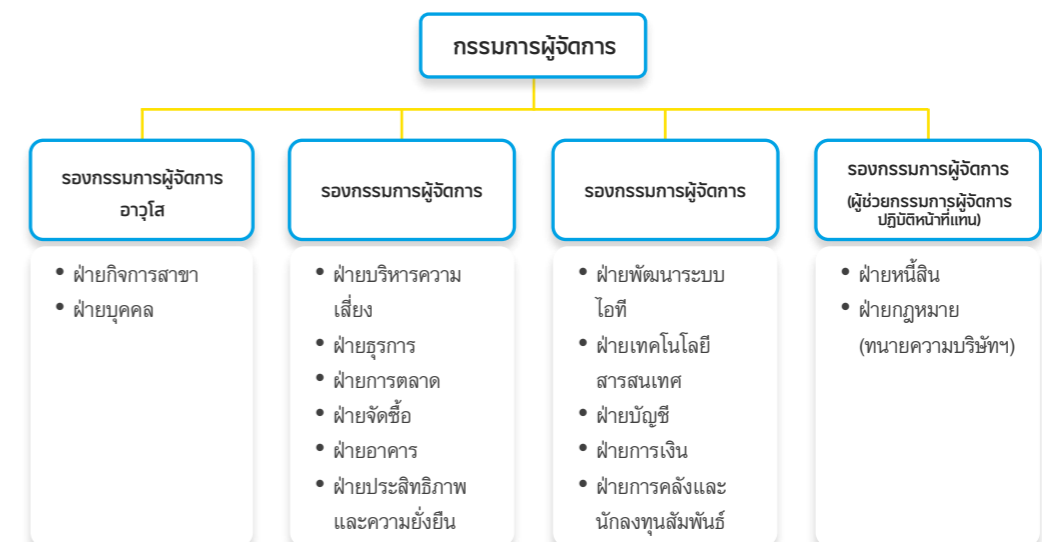 กรรมการผู้จัดการ
รองกรรมการผู้จัดการ
อาวุโส
• ฝ่ายกิจการสาขา
• ฝ่ายบุคคล
รองกรรมการผู้จัดการ
• ฝ่ายบริหารความ
เสี่ยง
• ฝ่ายธุรการ
• ฝ่ายการตลาด
• ฝ่ายจัดซื้อ
• ฝ่ายอาคาร
• ฝ่ายประสิทธิภาพ
และความยั่งยืน
รองกรรมการผู้จัดการ
• ฝ่ายพัฒนาระบบ
ไอที
• ฝ่ายเทคโนโลยี
สารสนเทศ
• ฝ่ายบัญชี
• ฝ่ายการเงิน
• ฝ่ายการคลังและ
นักลงทุนสัมพันธ์
รองกรรมการผู้จัดการ
(ผู้ช่วยกรรมการผู้จัดการ
ปฏิบัติหน้าที่แทน)
• ฝ่ายหนี้สิน
• ฝ่ายกฎหมาย
(ทนายความบริษัทฯ)